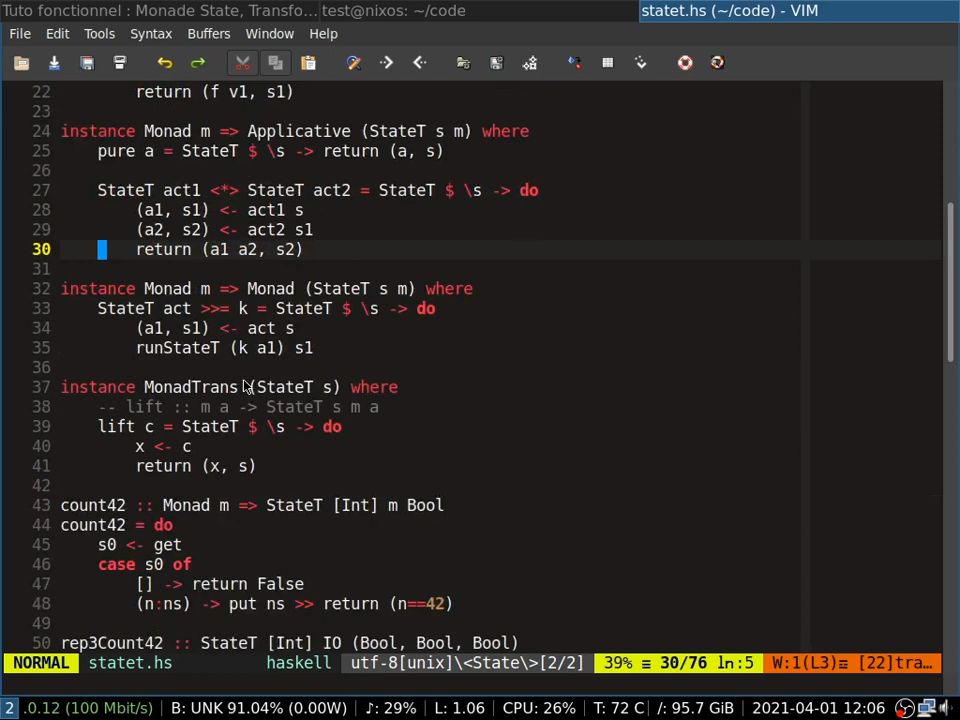 Tuto fonctionnel : Monade State, Transfo... test@nixos: ~/code statet.hs (~/code) - VIM
File Edit Tools Syntax Buffers Window Help
22 return (f v1, s1)
23
24 instance Monad m => Applicative (StateT s m) where
25 pure a = StateT $ \s -> return (a, s)
26
27 StateT act1 <*> StateT act2 = StateT $ \s -> do
28 (a1, s1) <- act1 s
29 (a2, s2) <- act2 s1
30 return (a1 a2, s2)
31
32 instance Monad m => Monad (StateT s m) where
33 StateT act >>= k = StateT $ \s -> do
34 (a1, s1) <- act s
35 runStateT (k a1) s1
36
37 instance MonadTrans (StateT s) where
38 -- lift :: m a -> StateT s m a
39 lift c = StateT $ \s -> do
40 x <- c
41 return (x, s)
42
43 count42 :: Monad m => StateT [Int] m Bool
44 count42 = do
45 s0 <- get
46 case s0 of
47 [] -> return False
48 (n:ns) -> put ns >> return (n==42)
49
50 rep3Count42 :: StateT [Int] IO (Bool, Bool, Bool)
NORMAL statet.hs haskell utf-8[unix]\<State\>[2/2] 39% ≡ 30/76 ln:5 W:1(L3)≡ [22]tra...
2 .0.12 (100 Mbit/s) B: UNK 91.04% (0.00W) ♪: 29% L: 1.06 CPU: 26% T: 72 C /: 95.7 GiB 2021-04-01 12:06